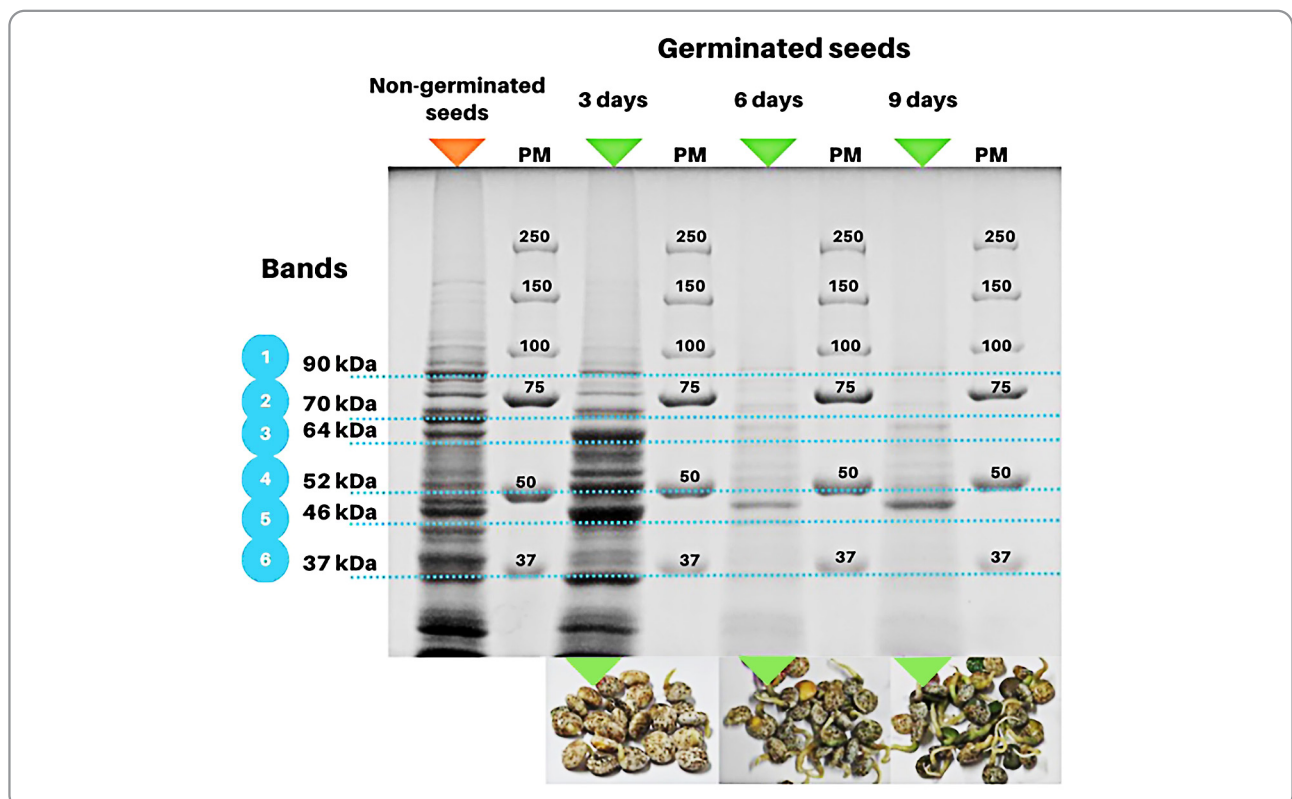 Germinated seeds
Non-germinated
seeds
3 days
6 days
9 days
PM
PM
PM
PM
250
250
250
250
Bands
150
150
150
150
100
100
100
100
1
90 kDa
75
75
75
75
2
70 kDa
3
64 kDa
4
52 kDa
50
50
50
50
5
46 kDa
6
37 kDa
37
37
37
37